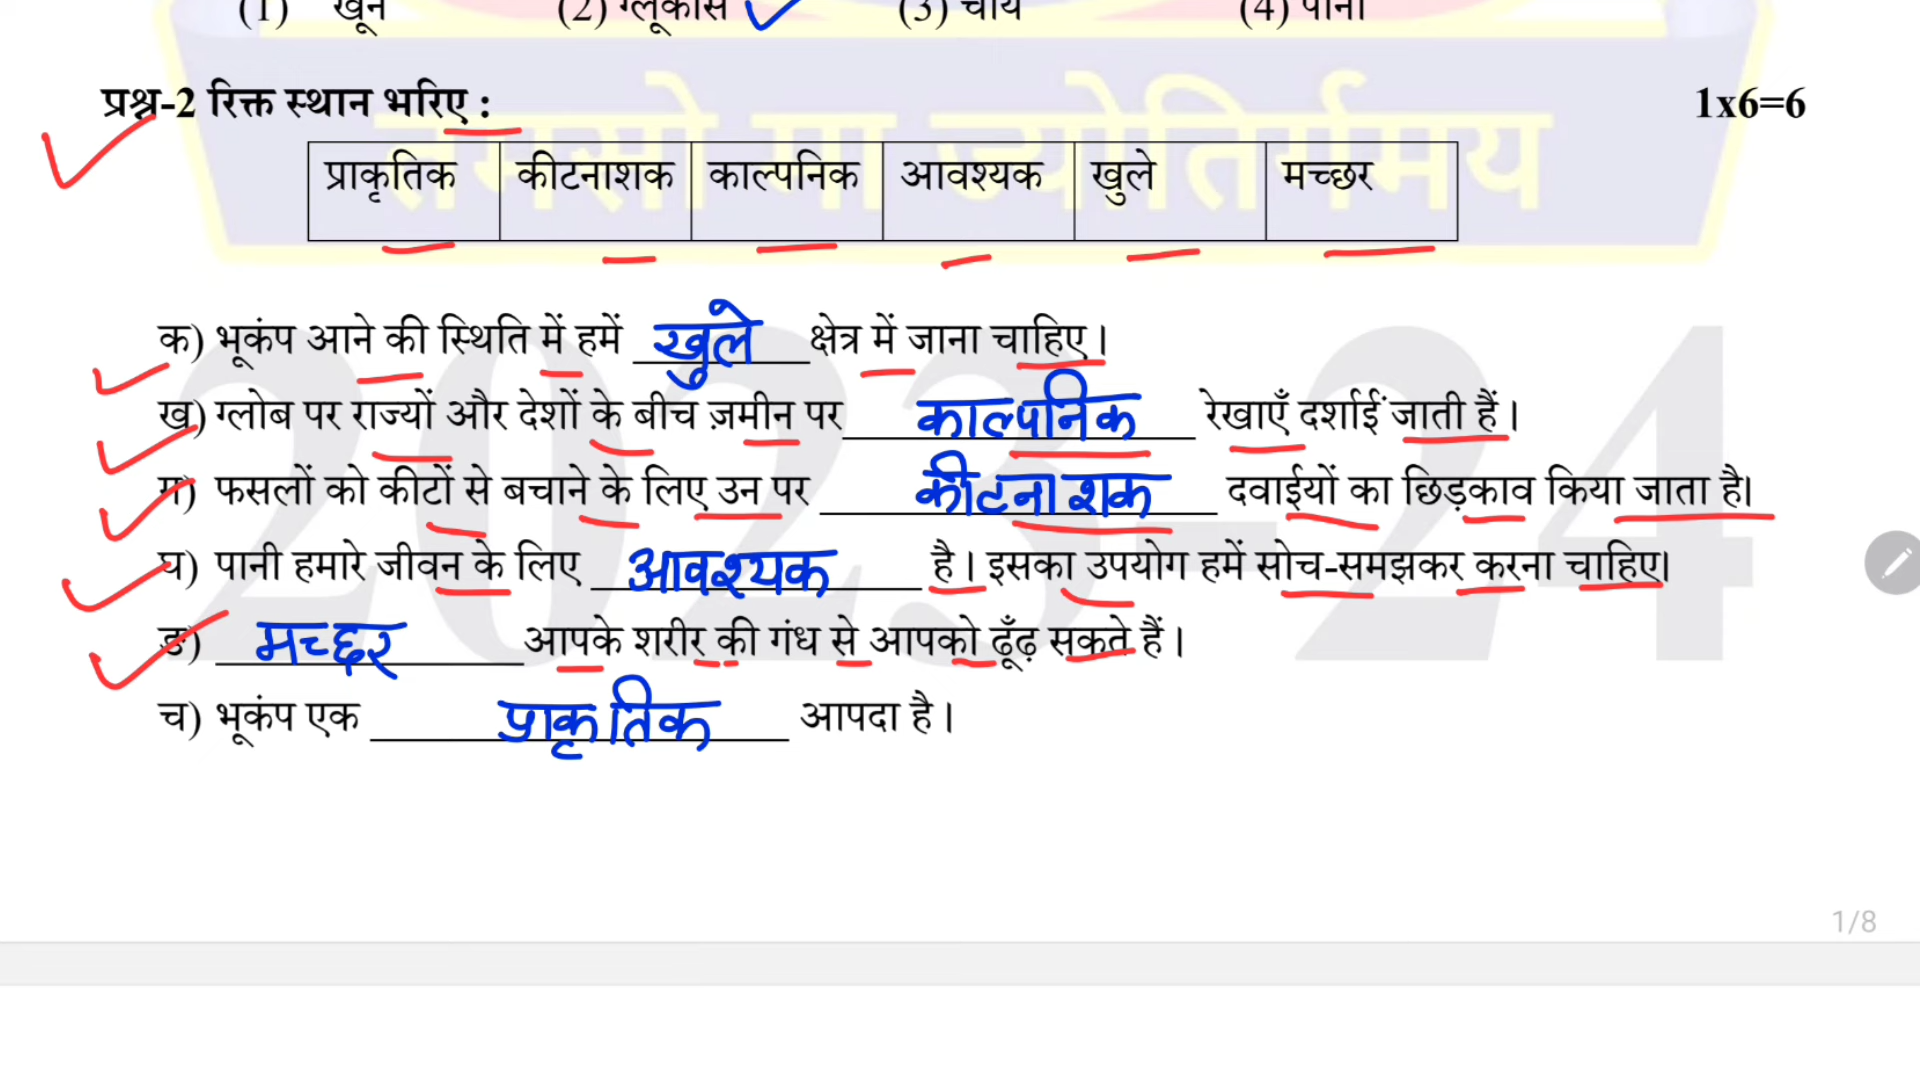 (1) खून (2) ग्लूकोस (3) चाय (4) पानी
प्रश्न-2 रिक्त स्थान भरिए : 1x6=6
प्राकृतिक कीटनाशक काल्पनिक आवश्यक खुले मच्छर
तमसो मा ज्योतिर्गमय
क) भूकंप आने की स्थिति में हमें खुले क्षेत्र में जाना चाहिए।
ख) ग्लोब पर राज्यों और देशों के बीच ज़मीन पर काल्पनिक रेखाएँ दर्शाई जाती हैं।
ग) फसलों को कीटों से बचाने के लिए उन पर कीटनाशक दवाईयों का छिड़काव किया जाता है।
घ) पानी हमारे जीवन के लिए आवश्यक है। इसका उपयोग हमें सोच-समझकर करना चाहिए।
ङ) मच्छर आपके शरीर की गंध से आपको ढूँढ़ सकते हैं।
च) भूकंप एक प्राकृतिक आपदा है।
2023-24
1/8